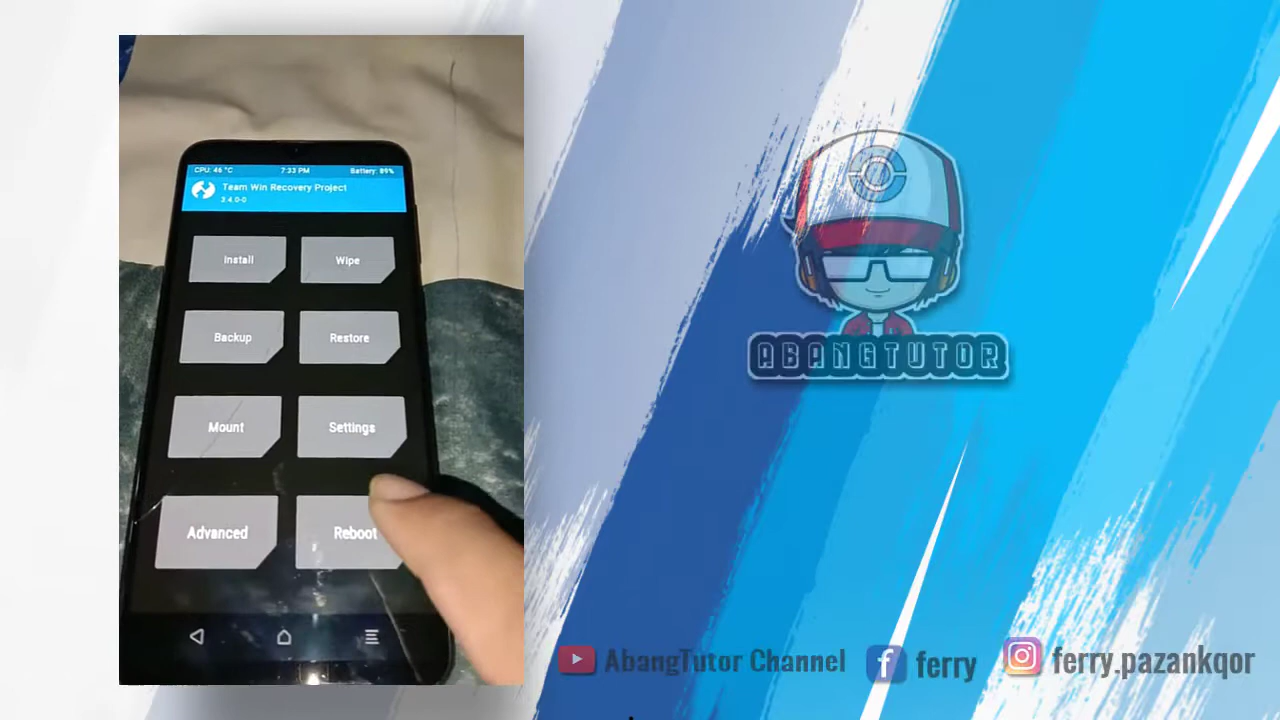 CPU: 46 °C 7:33 PM Battery: 89%
Team Win Recovery Project
3.4.0-0
Install Wipe
Backup Restore
Mount Settings
Advanced Reboot
ABANGTUTOR
AbangTutor Channel ferry ferry.pazankqor